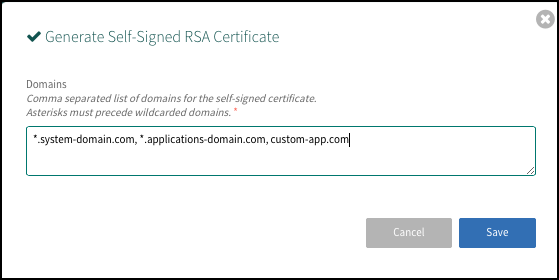 Generate Self-Signed RSA Certificate
Domains
Comma separated list of domains for the self-signed certificate.
Asterisks must precede wildcarded domains. *
*.system-domain.com, *.applications-domain.com, custom-app.com
Cancel
Save